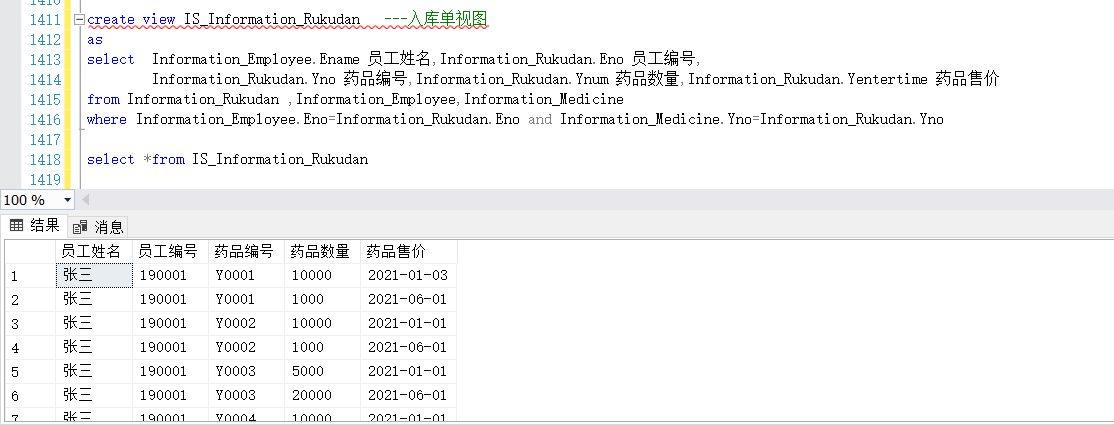 1410
1411 create view IS_Information_Rukudan ---入库单视图
1412 as
1413 select Information_Employee.Ename 员工姓名,Information_Rukudan.Eno 员工编号,
1414 Information_Rukudan.Yno 药品编号,Information_Rukudan.Ynum 药品数量,Information_Rukudan.Yentertime 药品售价
1415 from Information_Rukudan ,Information_Employee,Information_Medicine
1416 where Information_Employee.Eno=Information_Rukudan.Eno and Information_Medicine.Yno=Information_Rukudan.Yno
1417
1418 select *from IS_Information_Rukudan
1419
100 %
结果 消息
员工姓名 员工编号 药品编号 药品数量 药品售价
1 张三 190001 Y0001 10000 2021-01-03
2 张三 190001 Y0001 1000 2021-06-01
3 张三 190001 Y0002 10000 2021-01-01
4 张三 190001 Y0002 1000 2021-06-01
5 张三 190001 Y0003 5000 2021-01-01
6 张三 190001 Y0003 20000 2021-06-01
7 张三 190001 Y0004 10000 2021-01-01